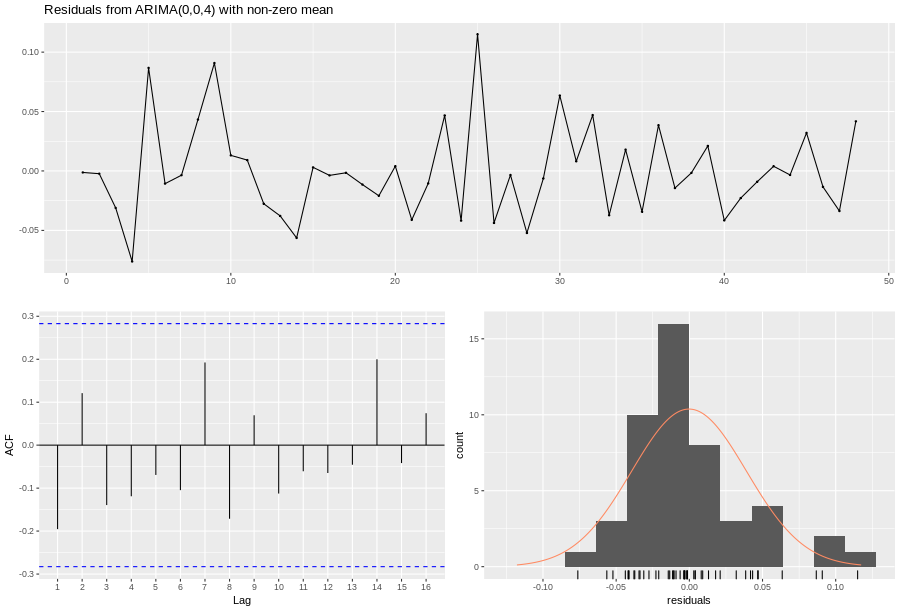 Residuals from ARIMA(0,0,4) with non-zero mean
0.10
0.05
0.00
-0.05
0 10 20 30 40 50
ACF
0.3
0.2
0.1
0.0
-0.1
-0.2
-0.3
1 2 3 4 5 6 7 8 9 10 11 12 13 14 15 16
Lag
count
15
10
5
0
-0.10 -0.05 0.00 0.05 0.10
residuals